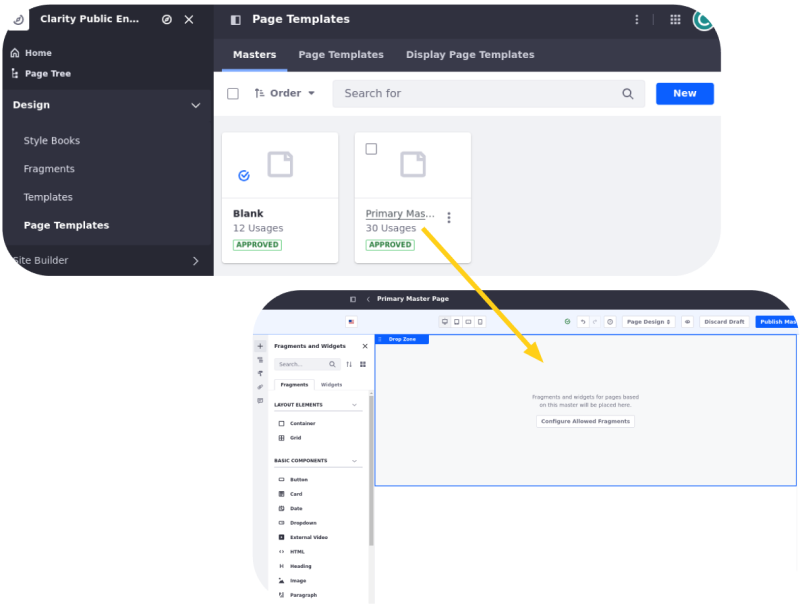 Clarity Public En...
Page Templates
Home
Page Tree
Design
Style Books
Fragments
Templates
Page Templates
Site Builder
Masters
Page Templates
Display Page Templates
Order
Search for
New
Blank
12 Usages
APPROVED
Primary Mas...
30 Usages
APPROVED
Primary Master Page
Page Design 3
Discard Draft
Publish Mas
Fragments and Widgets
Search...
Fragments
Widgets
LAYOUT ELEMENTS
Container
Grid
BASIC COMPONENTS
Button
Card
Date
Dropdown
External Video
HTML
Heading
Image
Paragraph
Drop Zone
Fragments and widgets for pages based
on this master will be placed here.
Configure Allowed Fragments